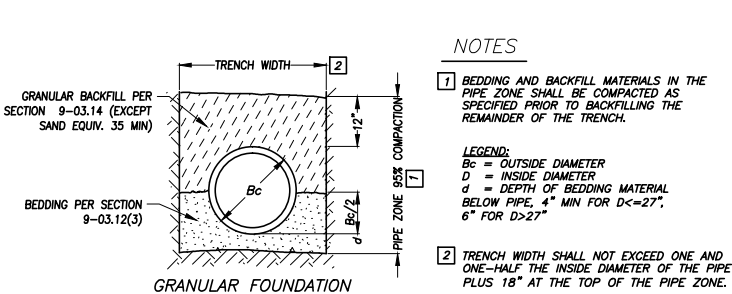 TRENCH WIDTH 2
GRANULAR BACKFILL PER
SECTION 9-03.14 (EXCEPT
SAND EQUIV. 35 MIN)
12"
Bc
BEDDING PER SECTION
9-03.12(3)
Bc/2
d
PIPE ZONE 95% COMPACTION
1
GRANULAR FOUNDATION
NOTES
1 BEDDING AND BACKFILL MATERIALS IN THE
PIPE ZONE SHALL BE COMPACTED AS
SPECIFIED PRIOR TO BACKFILLING THE
REMAINDER OF THE TRENCH.
LEGEND:
Bc = OUTSIDE DIAMETER
D = INSIDE DIAMETER
d = DEPTH OF BEDDING MATERIAL
BELOW PIPE, 4" MIN FOR D<=27",
6" FOR D>27"
2 TRENCH WIDTH SHALL NOT EXCEED ONE AND
ONE-HALF THE INSIDE DIAMETER OF THE PIPE
PLUS 18" AT THE TOP OF THE PIPE ZONE.